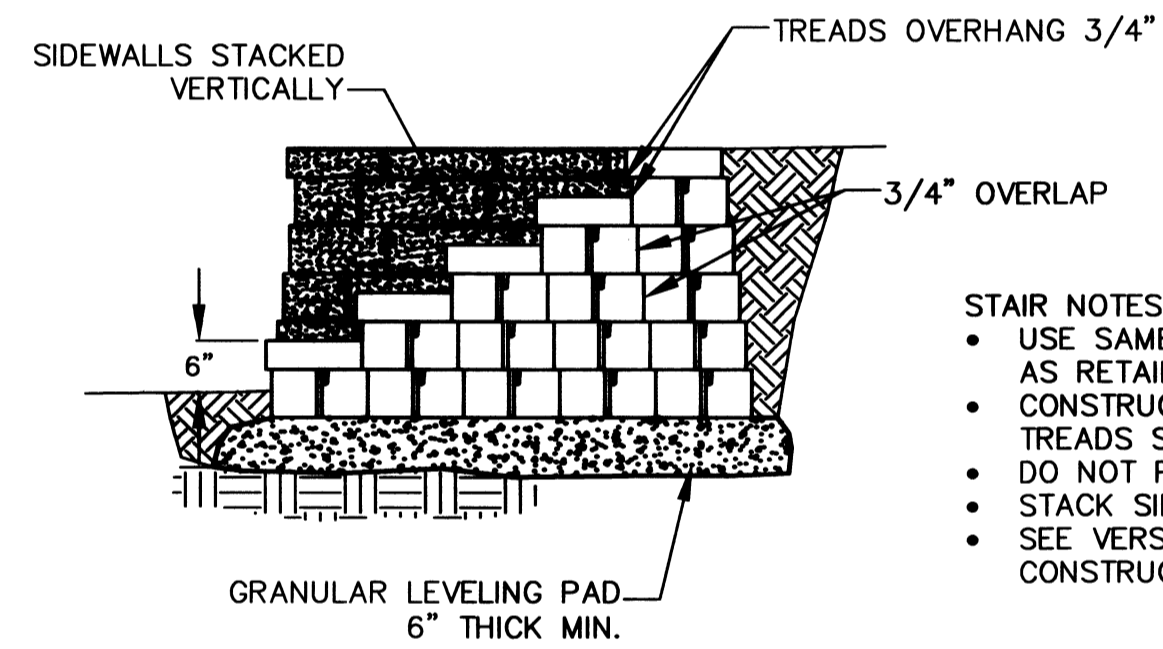 TREADS OVERHANG 3/4"
SIDEWALLS STACKED
VERTICALLY
3/4" OVERLAP
6"
STAIR NOTES
• USE SAME
AS RETAI
• CONSTRUC
TREADS S
• DO NOT
• STACK SI
• SEE VERS
CONSTRUC
GRANULAR LEVELING PAD
6" THICK MIN.